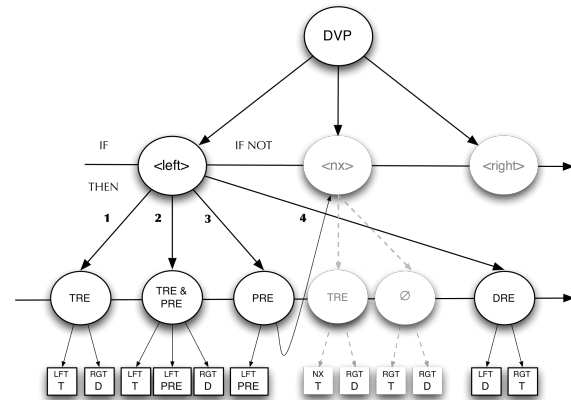 DVP
IF
IF NOT
<left>
<nx>
<right>
THEN
1
2
3
4
TRE
TRE &
PRE
PRE
TRE
Ø
DRE
LFT
T
RGT
D
LFT
T
LFT
PRE
RGT
D
LFT
PRE
NX
T
RGT
D
RGT
T
RGT
D
LFT
D
RGT
T